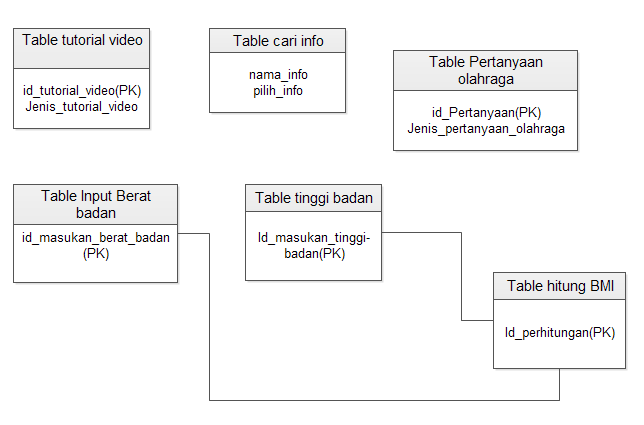 Table tutorial video
id_tutorial_video(PK)
Jenis_tutorial_video
Table cari info
nama_info
pilih_info
Table Pertanyaan
olahraga
id_Pertanyaan(PK)
Jenis_pertanyaan_olahraga
Table Input Berat
badan
id_masukan_berat_badan
(PK)
Table tinggi badan
Id_masukan_tinggi-
badan(PK)
Table hitung BMI
Id_perhitungan(PK)